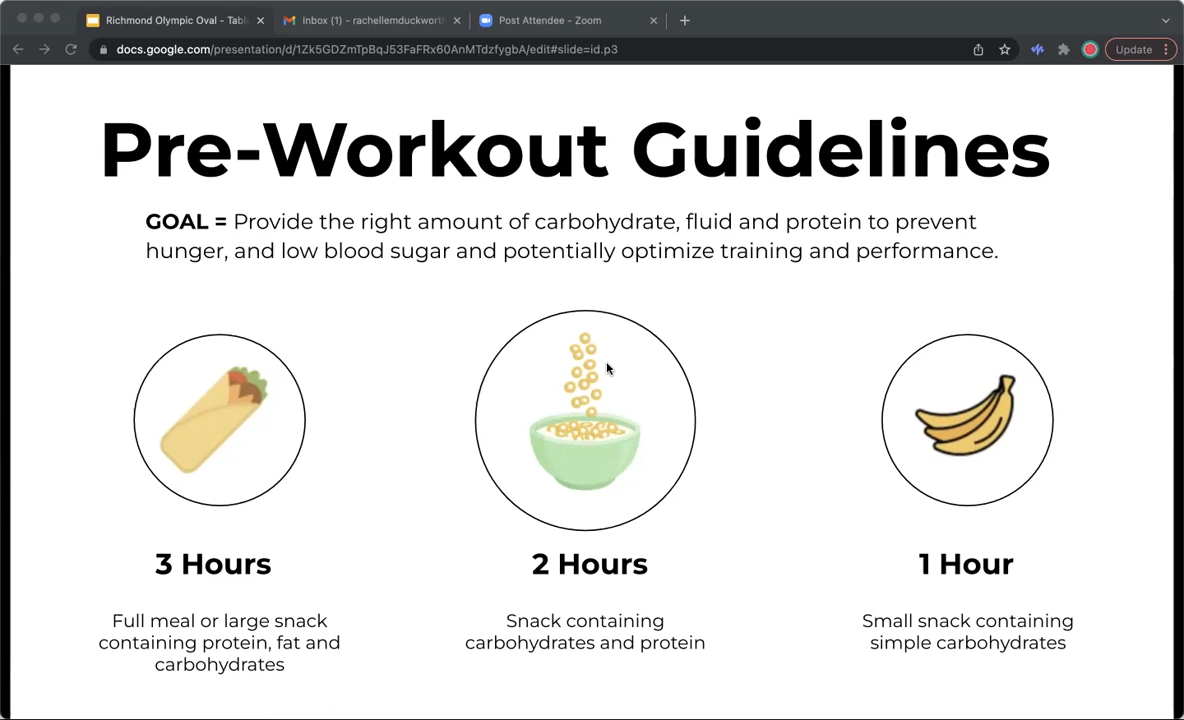 Richmond Olympic Oval - Table
Inbox (1) - rachellemduckworth
Post Attendee - Zoom
docs.google.com/presentation/d/1Zk5GDZmTpBqJ53FaFRx60AnMTdzfygbA/edit#slide=id.p3
Update
Pre-Workout Guidelines
GOAL = Provide the right amount of carbohydrate, fluid and protein to prevent
hunger, and low blood sugar and potentially optimize training and performance.
3 Hours
Full meal or large snack
containing protein, fat and
carbohydrates
2 Hours
Snack containing
carbohydrates and protein
1 Hour
Small snack containing
simple carbohydrates